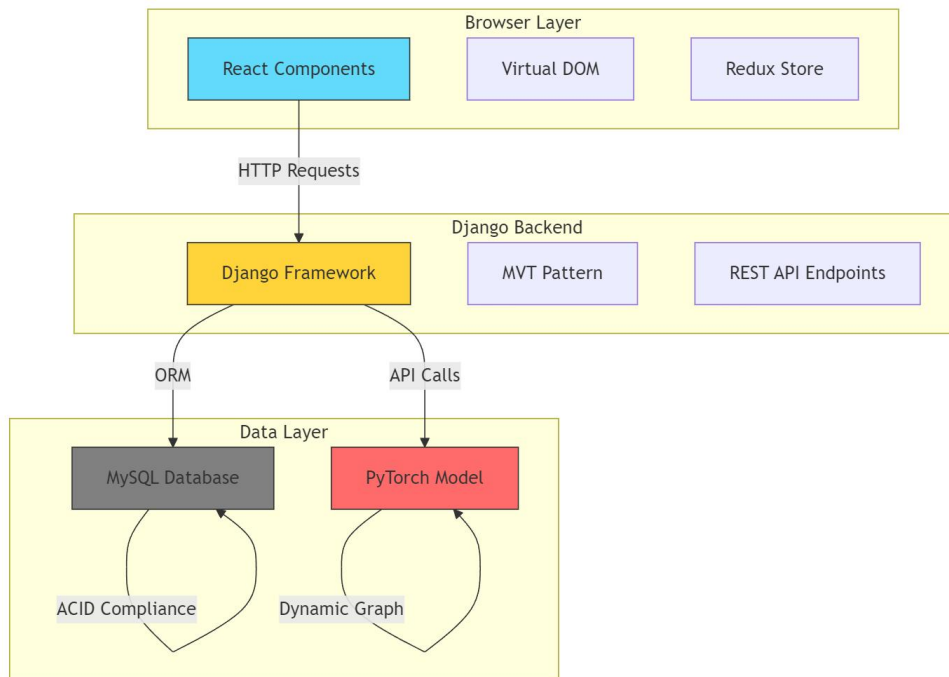 Browser Layer
React Components
Virtual DOM
Redux Store
HTTP Requests
Django Backend
Django Framework
MVT Pattern
REST API Endpoints
ORM
API Calls
Data Layer
MySQL Database
PyTorch Model
ACID Compliance
Dynamic Graph